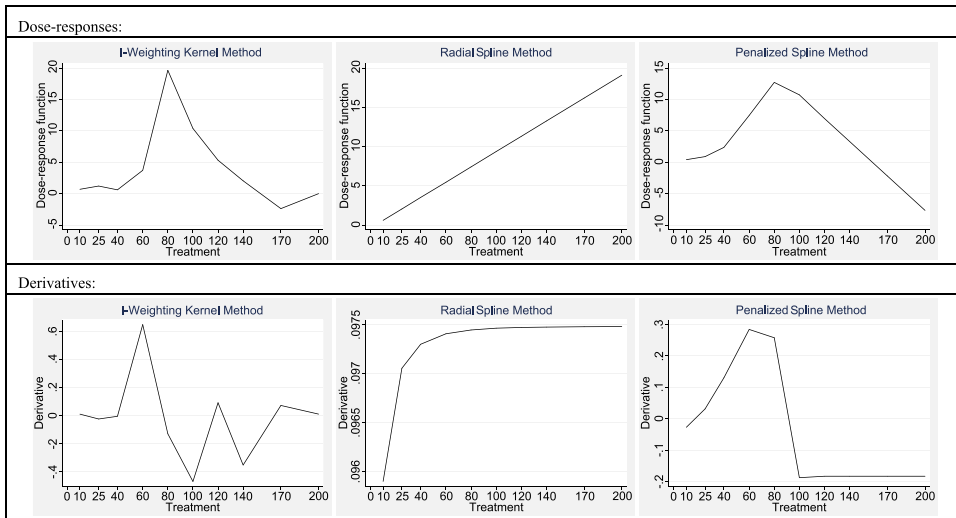 Dose-responses:
I-Weighting Kernel Method
Dose-response function
20
15
10
5
0
-5
0 10 25 40 60 80 100 120 140 170 200
Treatment
Radial Spline Method
Dose-response function
20
15
10
5
0
0 10 25 40 60 80 100 120 140 170 200
Treatment
Penalized Spline Method
Dose-response function
15
10
5
0
-5
-10
0 10 25 40 60 80 100 120 140 170 200
Treatment
Derivatives:
I-Weighting Kernel Method
Derivative
.6
.4
.2
0
-.2
-.4
0 10 25 40 60 80 100 120 140 170 200
Treatment
Radial Spline Method
Derivative
.0975
.097
.0965
.096
0 10 25 40 60 80 100 120 140 170 200
Treatment
Penalized Spline Method
Derivative
.3
.2
.1
0
-.1
-.2
0 10 25 40 60 80 100 120 140 170 200
Treatment